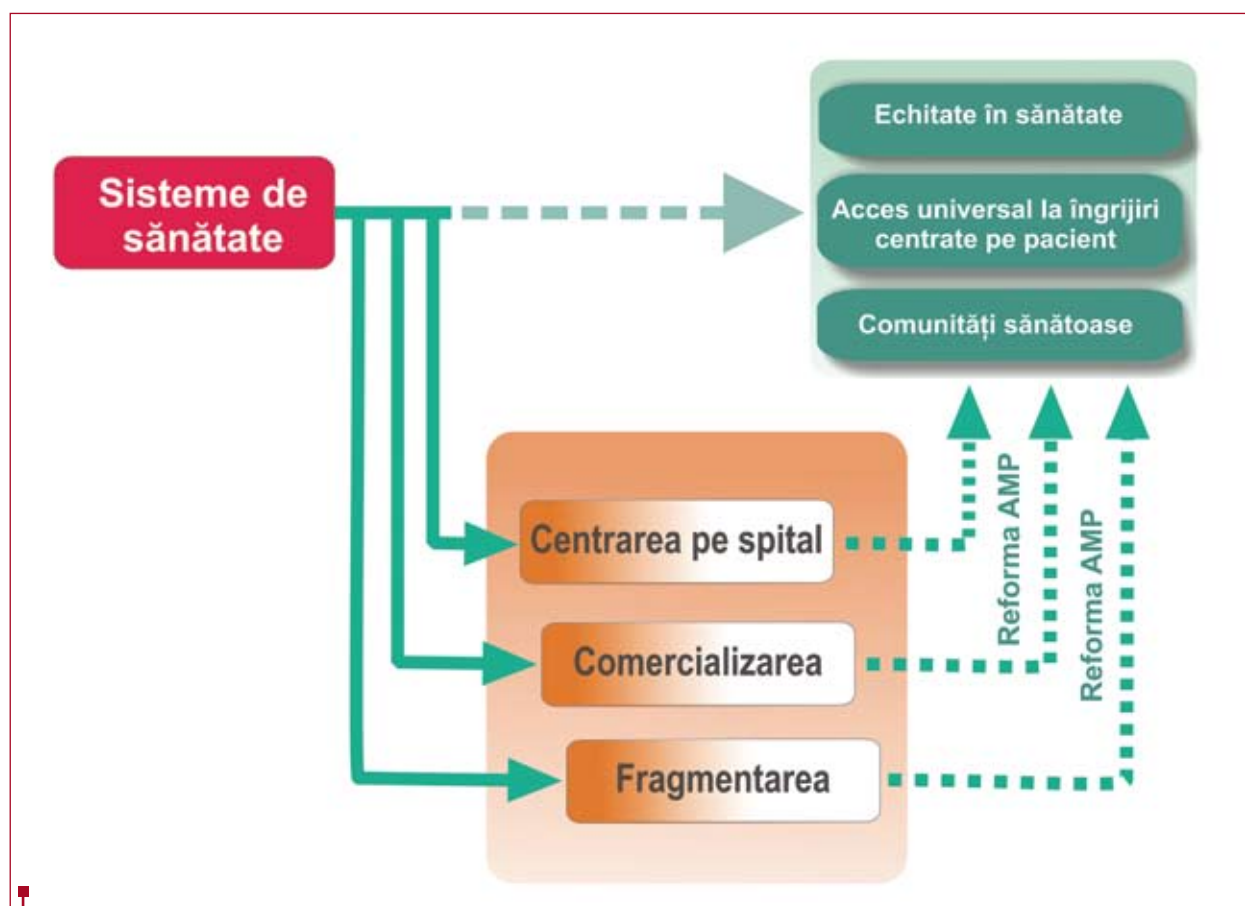 Sisteme de
sănătate
Echitate în sănătate
Acces universal la îngrijiri
centrate pe pacient
Comunități sănătoase
Centrarea pe spital
Comercializarea
Fragmentarea
Reforma AMP
Reforma AMP